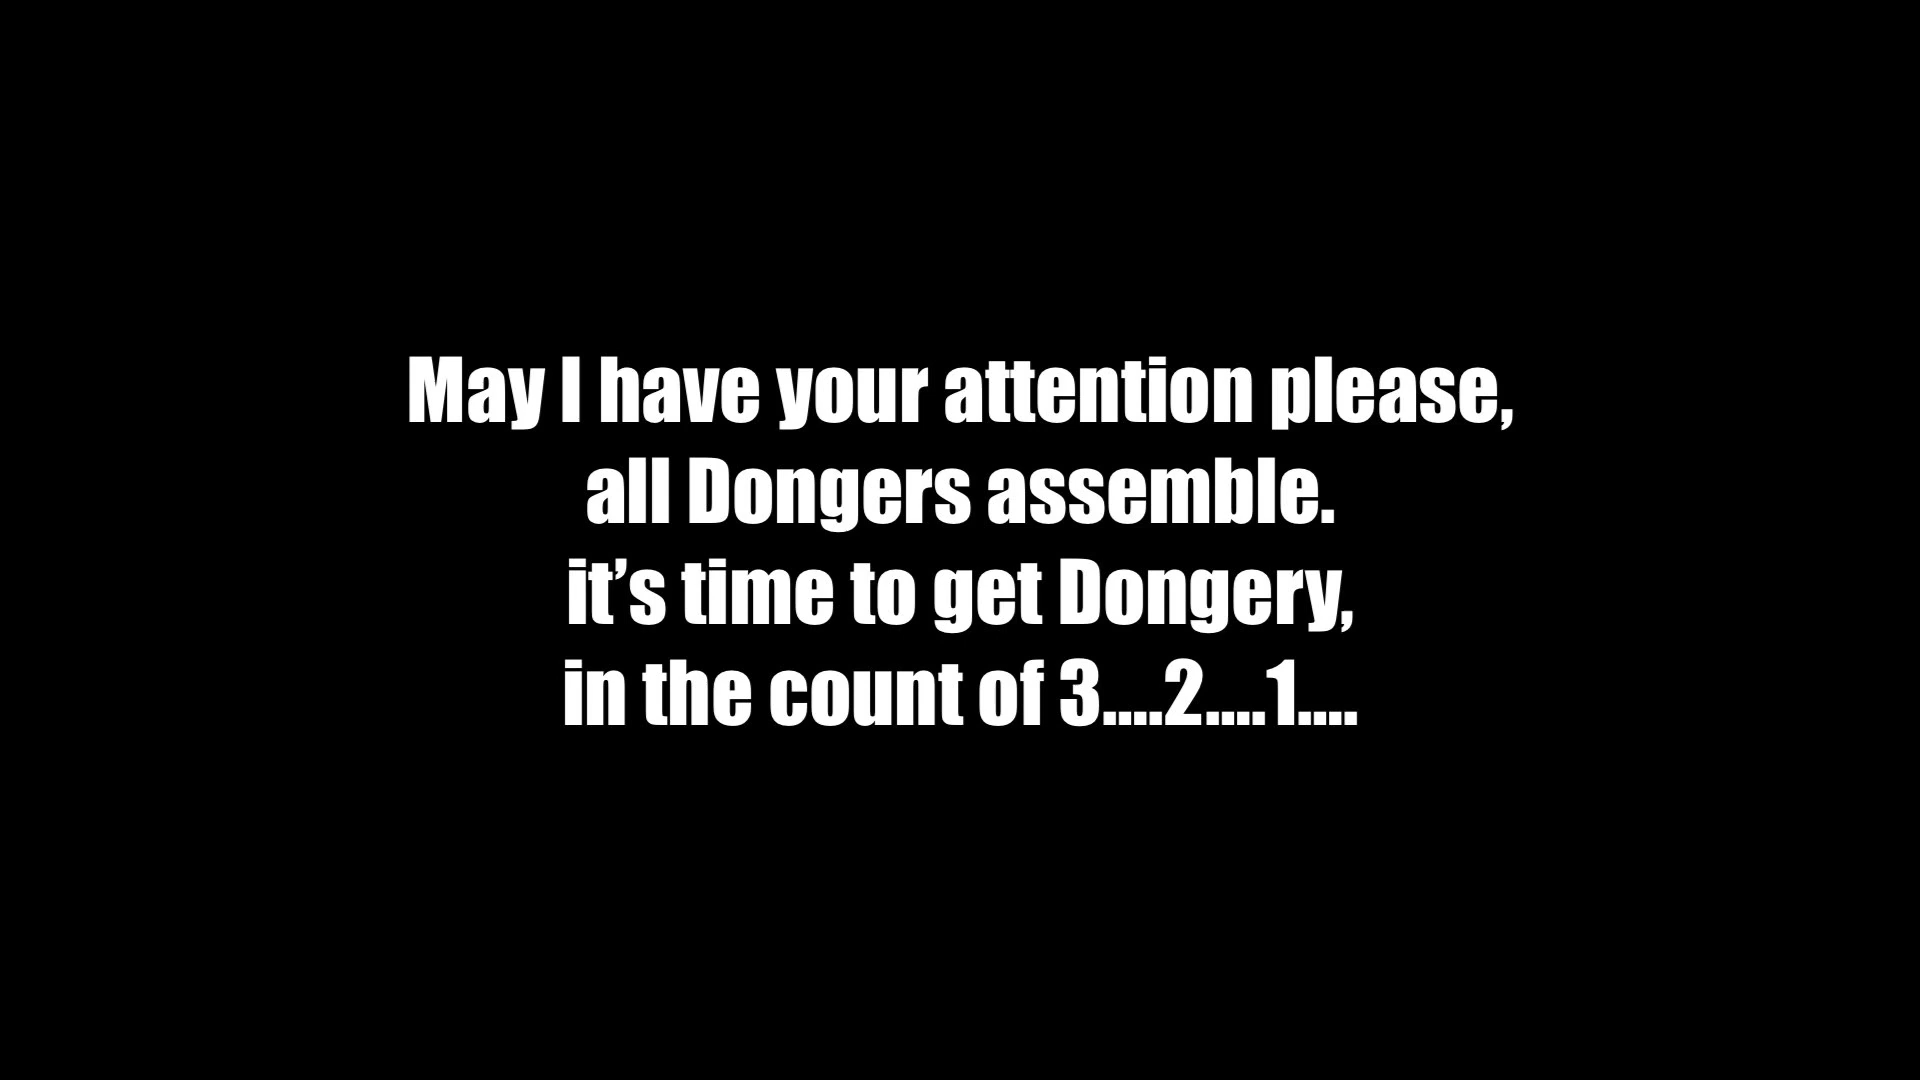 May I have your attention please,
all Dongers assemble.
it’s time to get Dongery,
in the count of 3....2....1....